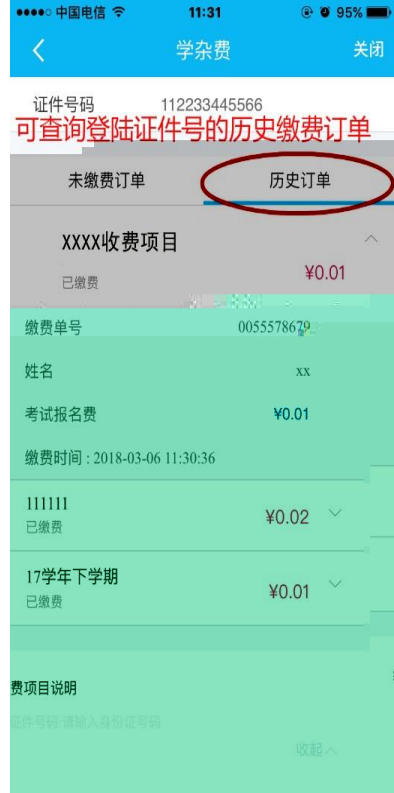 中国电信 11:31 95%
学杂费 关闭
证件号码 112233445566
可查询登陆证件号的历史缴费订单
未缴费订单 历史订单
XXXX收费项目
已缴费 ¥0.01
缴费单号 0055578679
姓名 xx
考试报名费 ¥0.01
缴费时间 : 2018-03-06 11:30:36
111111
已缴费 ¥0.02
17学年下学期
已缴费 ¥0.01
费项目说明
证件号码:请输入身份证号码
收起